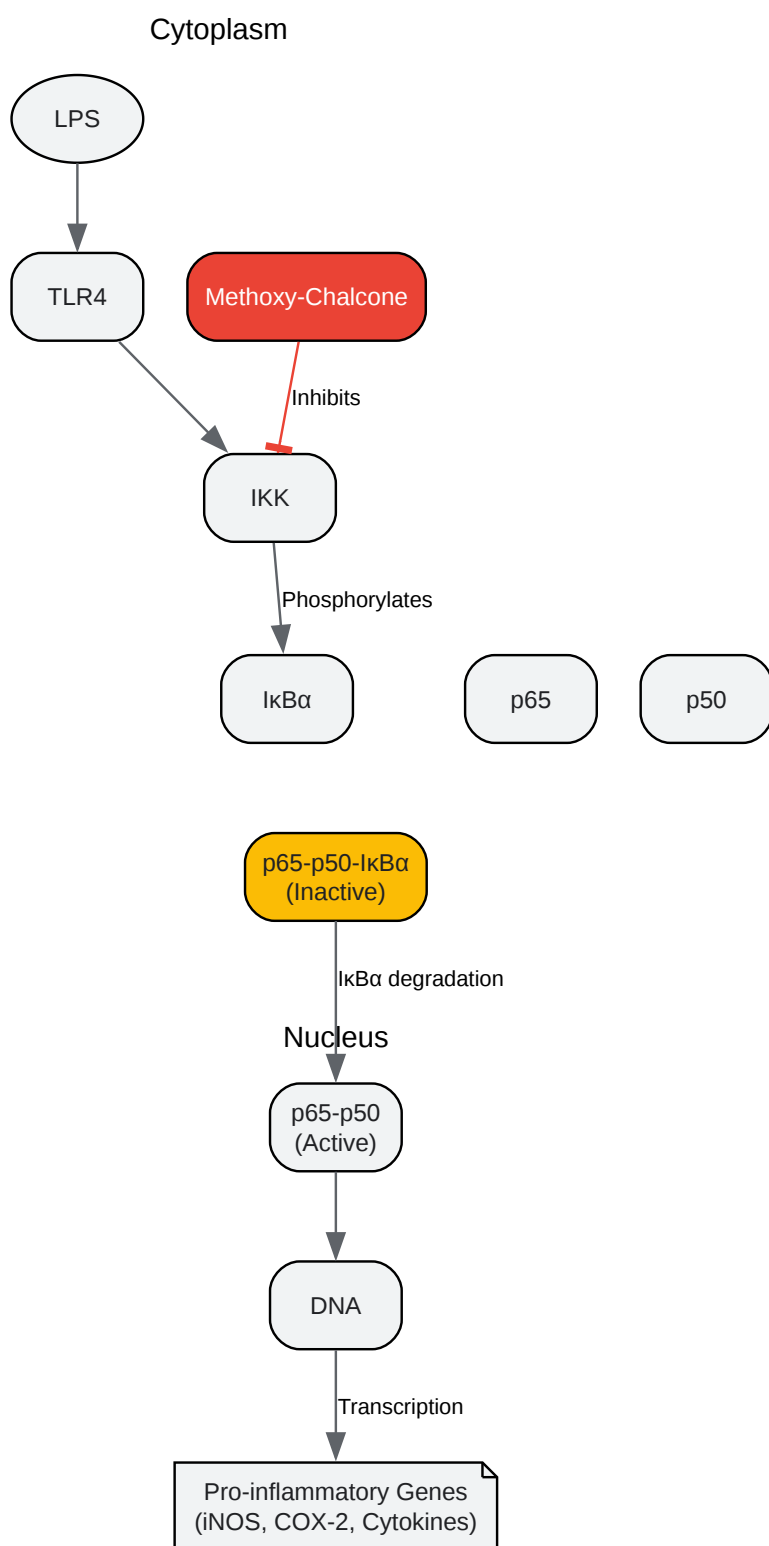 Cytoplasm
LPS
TLR4
Methoxy-Chalcone
Inhibits
IKK
Phosphorylates
IκBα
p65
p50
p65-p50-IκBα
(Inactive)
IκBα degradation
Nucleus
p65-p50
(Active)
DNA
Transcription
Pro-inflammatory Genes
(iNOS, COX-2, Cytokines)